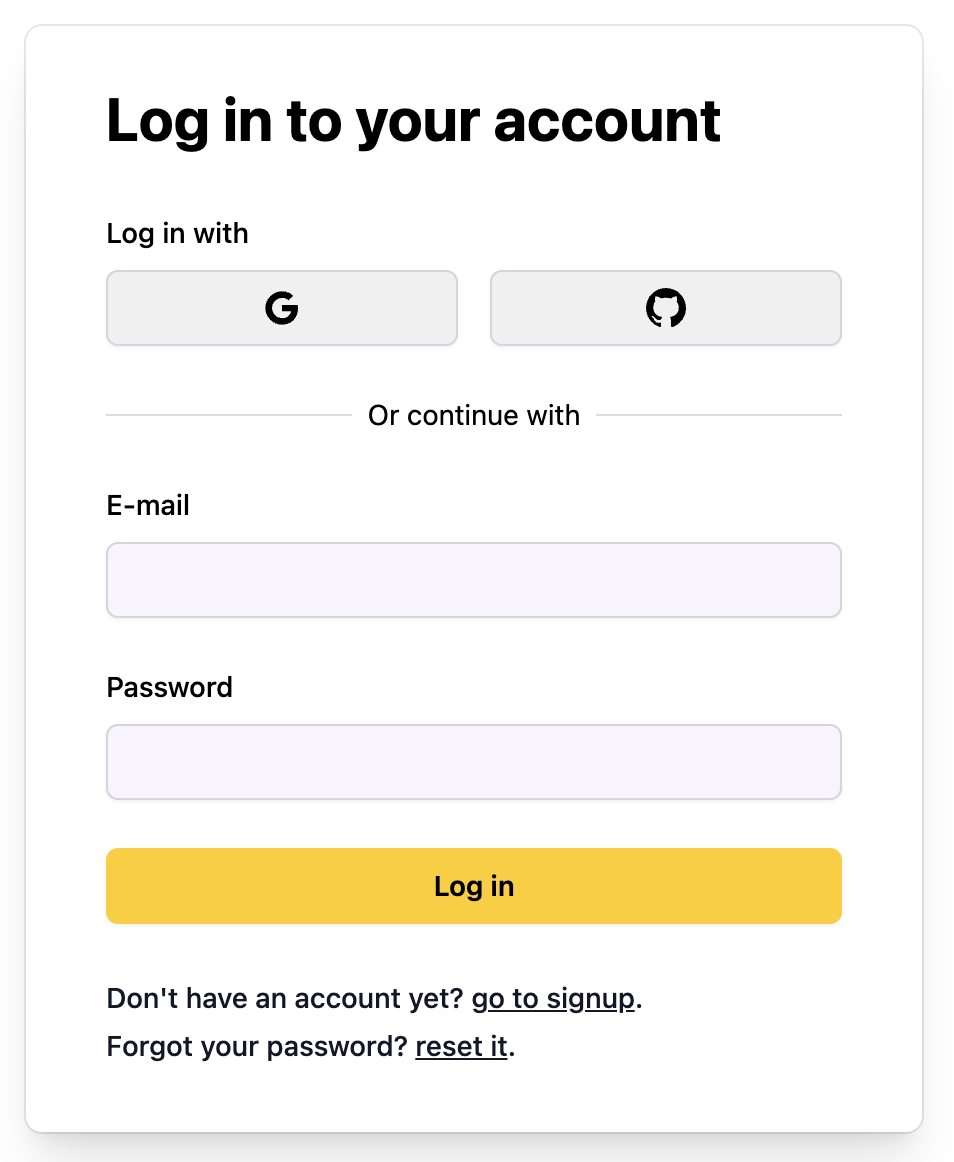 Log in to your account
Log in with
G
Or continue with
E-mail
Password
Log in
Don't have an account yet? go to signup.
Forgot your password? reset it.